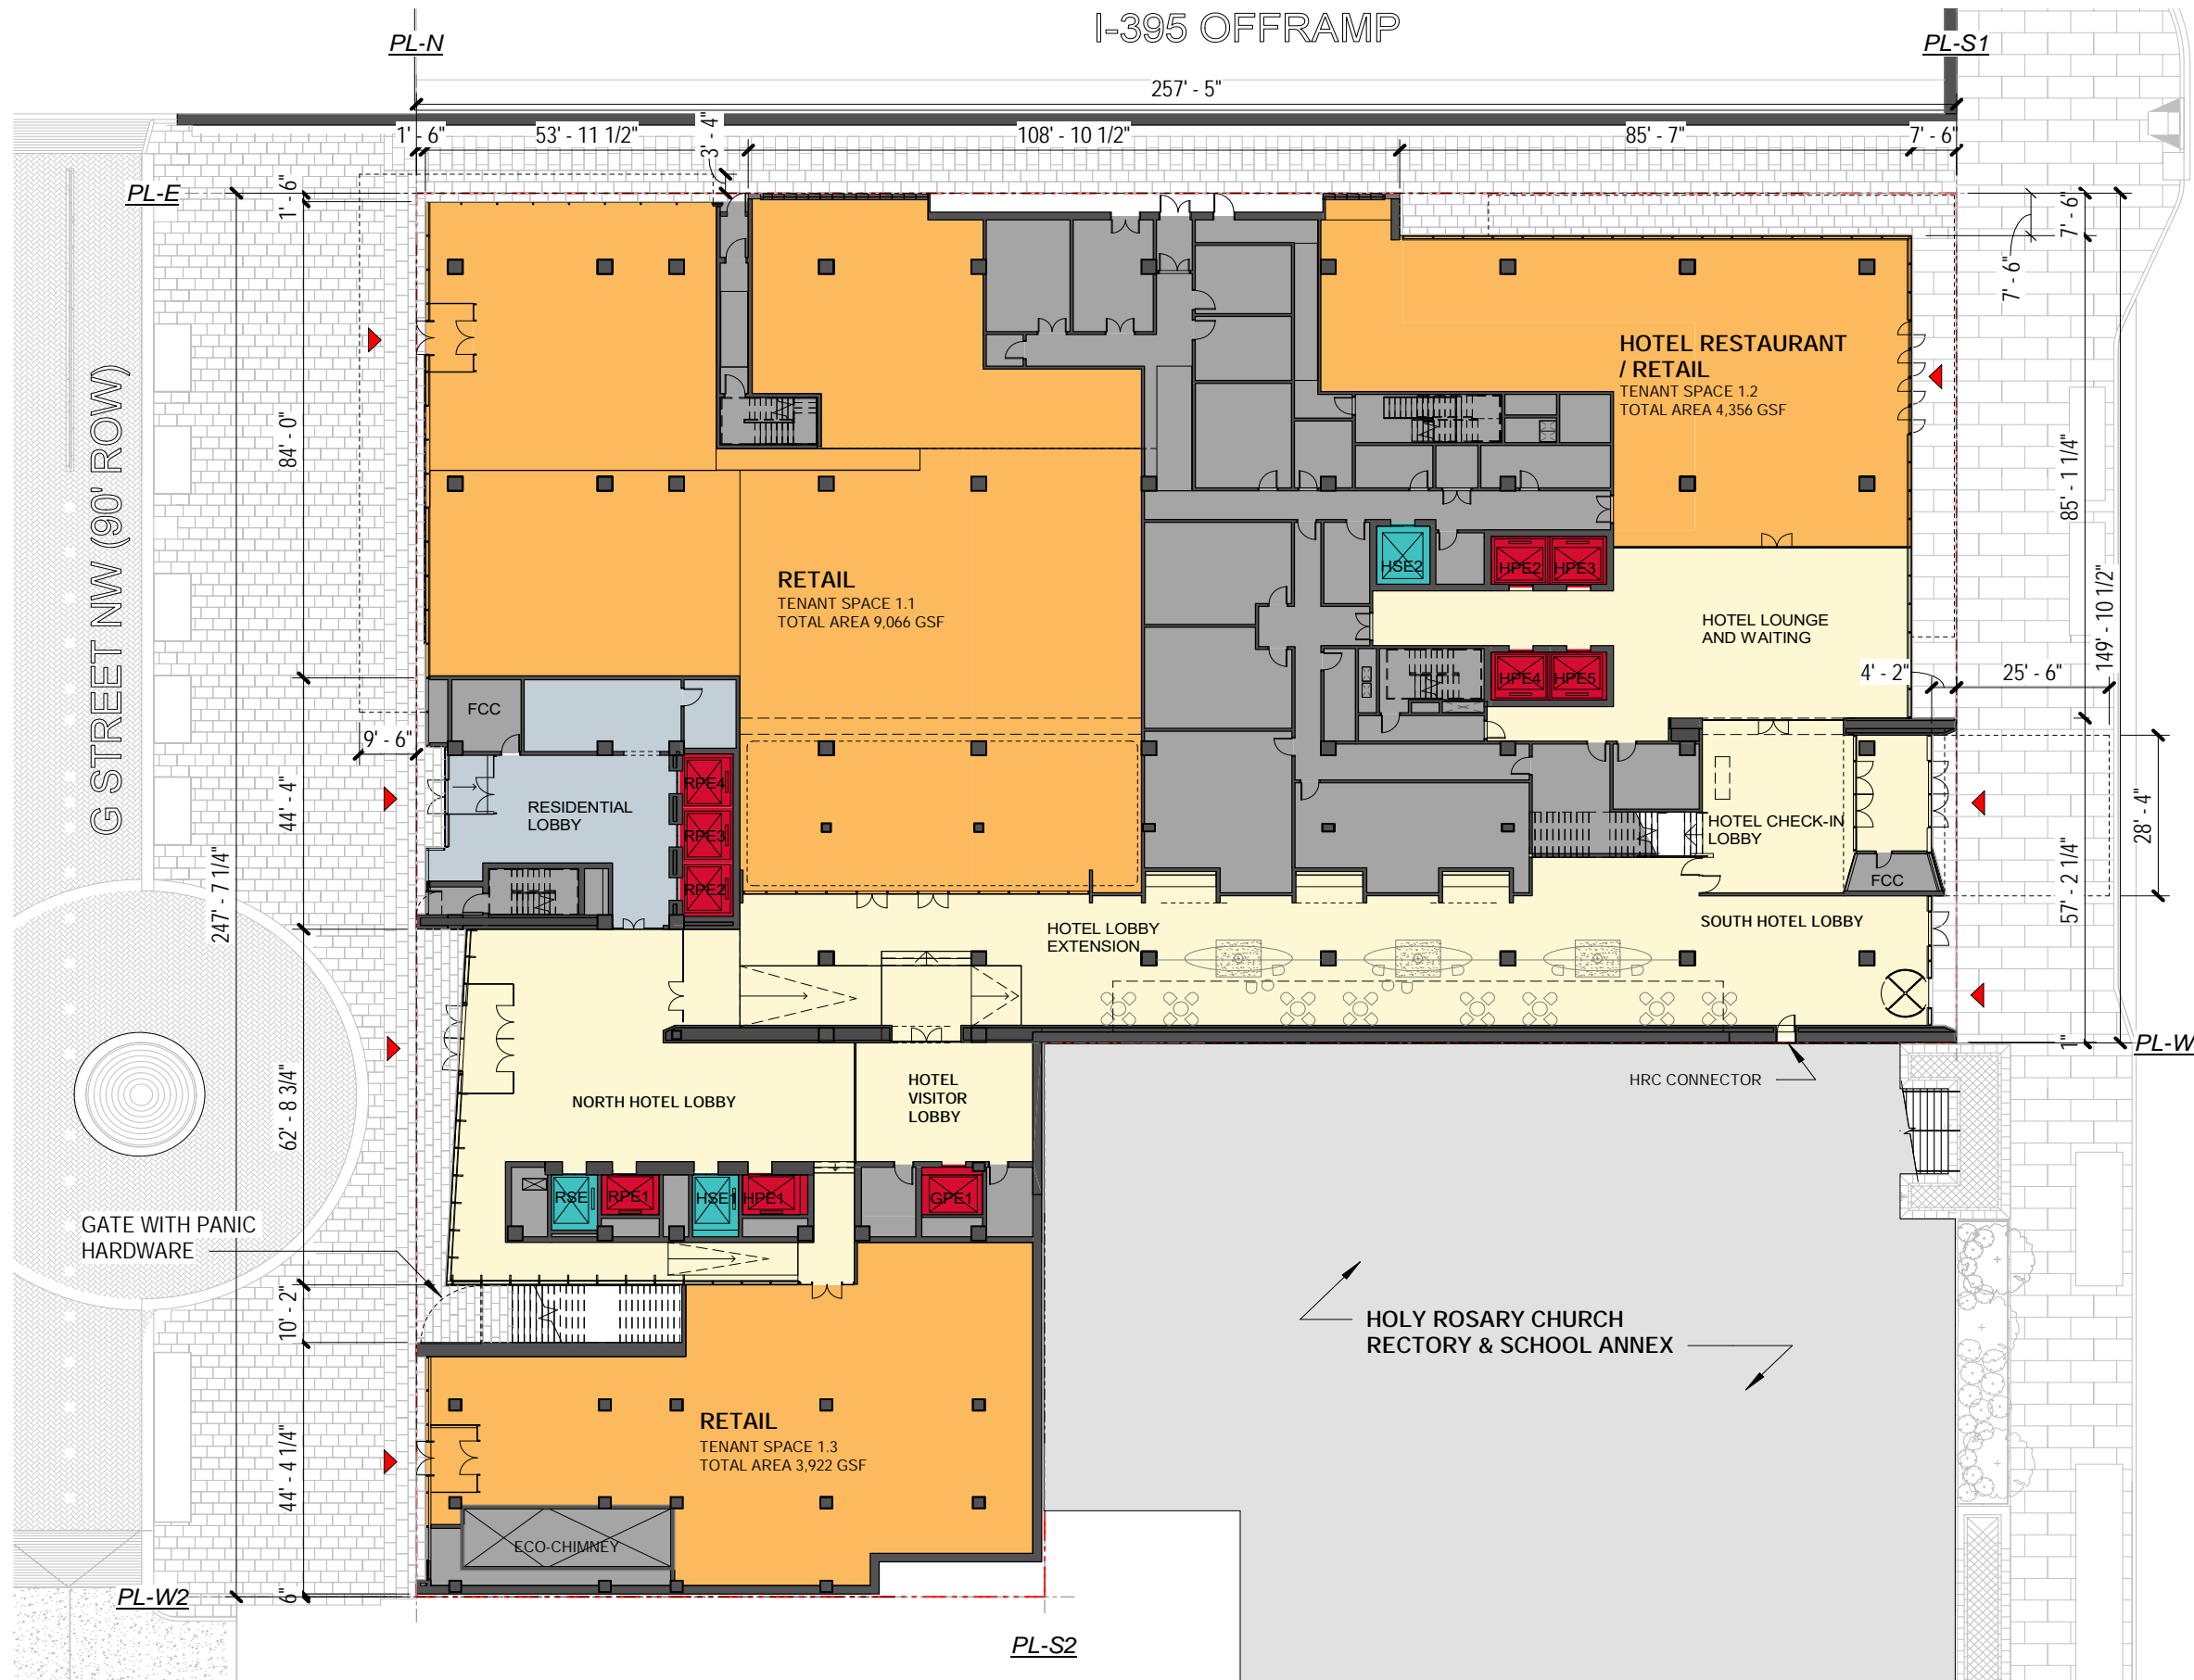 I-395 OFFRAMP
PL-N
PL-S1
257' - 5"
1' - 6"
53' - 11 1/2"
3' - 4"
108' - 10 1/2"
85' - 7"
7' - 6"
PL-E
1' - 6"
7' - 6"
7' - 6"
G STREET NW (90' ROW)
84' - 0"
247' - 7 1/4"
HOTEL RESTAURANT
/ RETAIL
TENANT SPACE 1.2
TOTAL AREA 4,356 GSF
85' - 1 1/4"
149' - 10 1/2"
RETAIL
TENANT SPACE 1.1
TOTAL AREA 9,066 GSF
HSE2
HPE2
HPE3
HOTEL LOUNGE
AND WAITING
HPE4
HPE5
4' - 2"
25' - 6"
FCC
9' - 6"
44' - 4"
RPE4
RPE3
RPE2
RESIDENTIAL
LOBBY
HOTEL CHECK-IN
LOBBY
FCC
28' - 4"
57' - 2 1/4"
HOTEL LOBBY
EXTENSION
SOUTH HOTEL LOBBY
1"
PL-W
HRC CONNECTOR
NORTH HOTEL LOBBY
HOTEL
VISITOR
LOBBY
62' - 8 3/4"
RSE
RPE1
HSE1
HPE1
GPE1
GATE WITH PANIC
HARDWARE
10' - 2"
HOLY ROSARY CHURCH
RECTORY & SCHOOL ANNEX
RETAIL
TENANT SPACE 1.3
TOTAL AREA 3,922 GSF
44' - 4 1/4"
ECO-CHIMNEY
6"
PL-W2
PL-S2